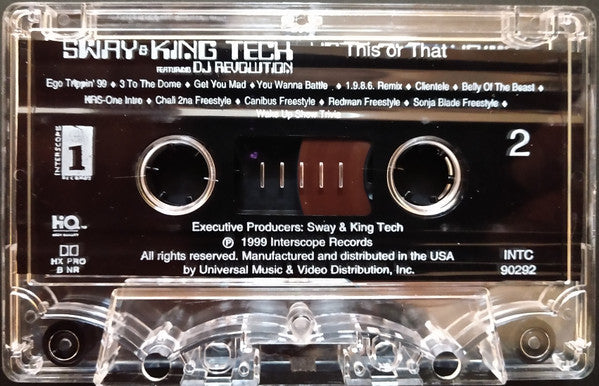 SWAY & KING TECH This or That
FEATURING DJ REVOLUTION
Ego Trippin' 99 ♦ 3 To The Dome ♦ Get You Mad ♦ You Wanna Battle ♦ 1.9.8.6. Remix ♦ Clientele ♦ Belly Of The Beast ♦
KRS-One Intro ♦ Chali 2na Freestyle ♦ Canibus Freestyle ♦ Redman Freestyle ♦ Sonja Blade Freestyle ♦
Wake Up Show Trivia
INTERSCOPE
1
RECORDS
2
HiQ
Executive Producers: Sway & King Tech
℗ 1999 Interscope Records
All rights reserved. Manufactured and distributed in the USA
by Universal Music & Video Distribution, Inc.
HX PRO
B NR
INTC
90292